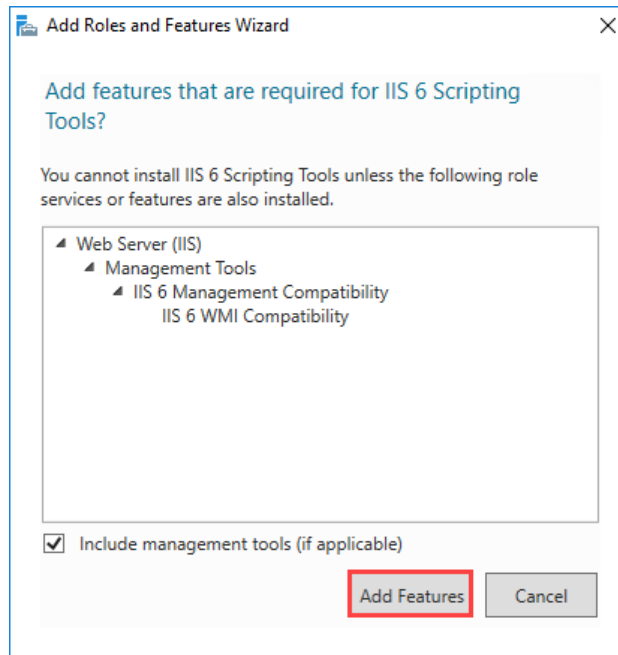 Add Roles and Features Wizard
Add features that are required for IIS 6 Scripting
Tools?
You cannot install IIS 6 Scripting Tools unless the following role
services or features are also installed.
Web Server (IIS)
Management Tools
IIS 6 Management Compatibility
IIS 6 WMI Compatibility
Include management tools (if applicable)
Add Features
Cancel